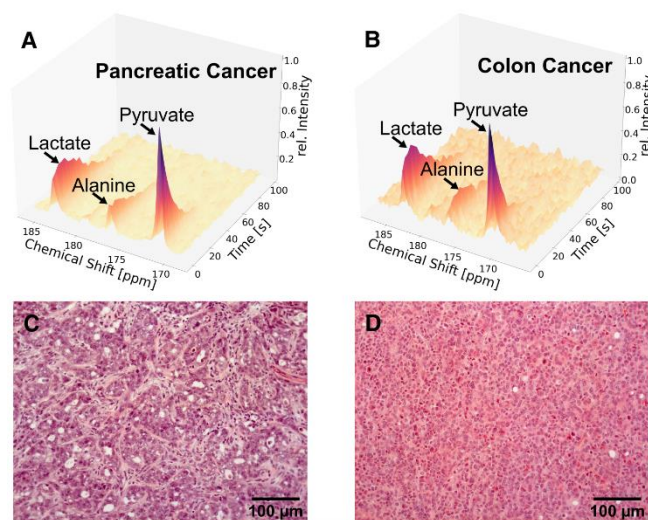 A
Pancreatic Cancer
Pyruvate
Lactate
Alanine
1.0
0.8
0.6
0.4
0.2
rel. Intensity
185
180
175
170
Chemical Shift [ppm]
0
20
40
60
80
100
Time [s]
B
Colon Cancer
Pyruvate
Lactate
Alanine
1.0
0.8
0.6
0.4
0.2
0.0
rel. Intensity
185
180
175
170
Chemical Shift [ppm]
0
20
40
60
80
100
Time [s]
C
100 µm
D
100 µm